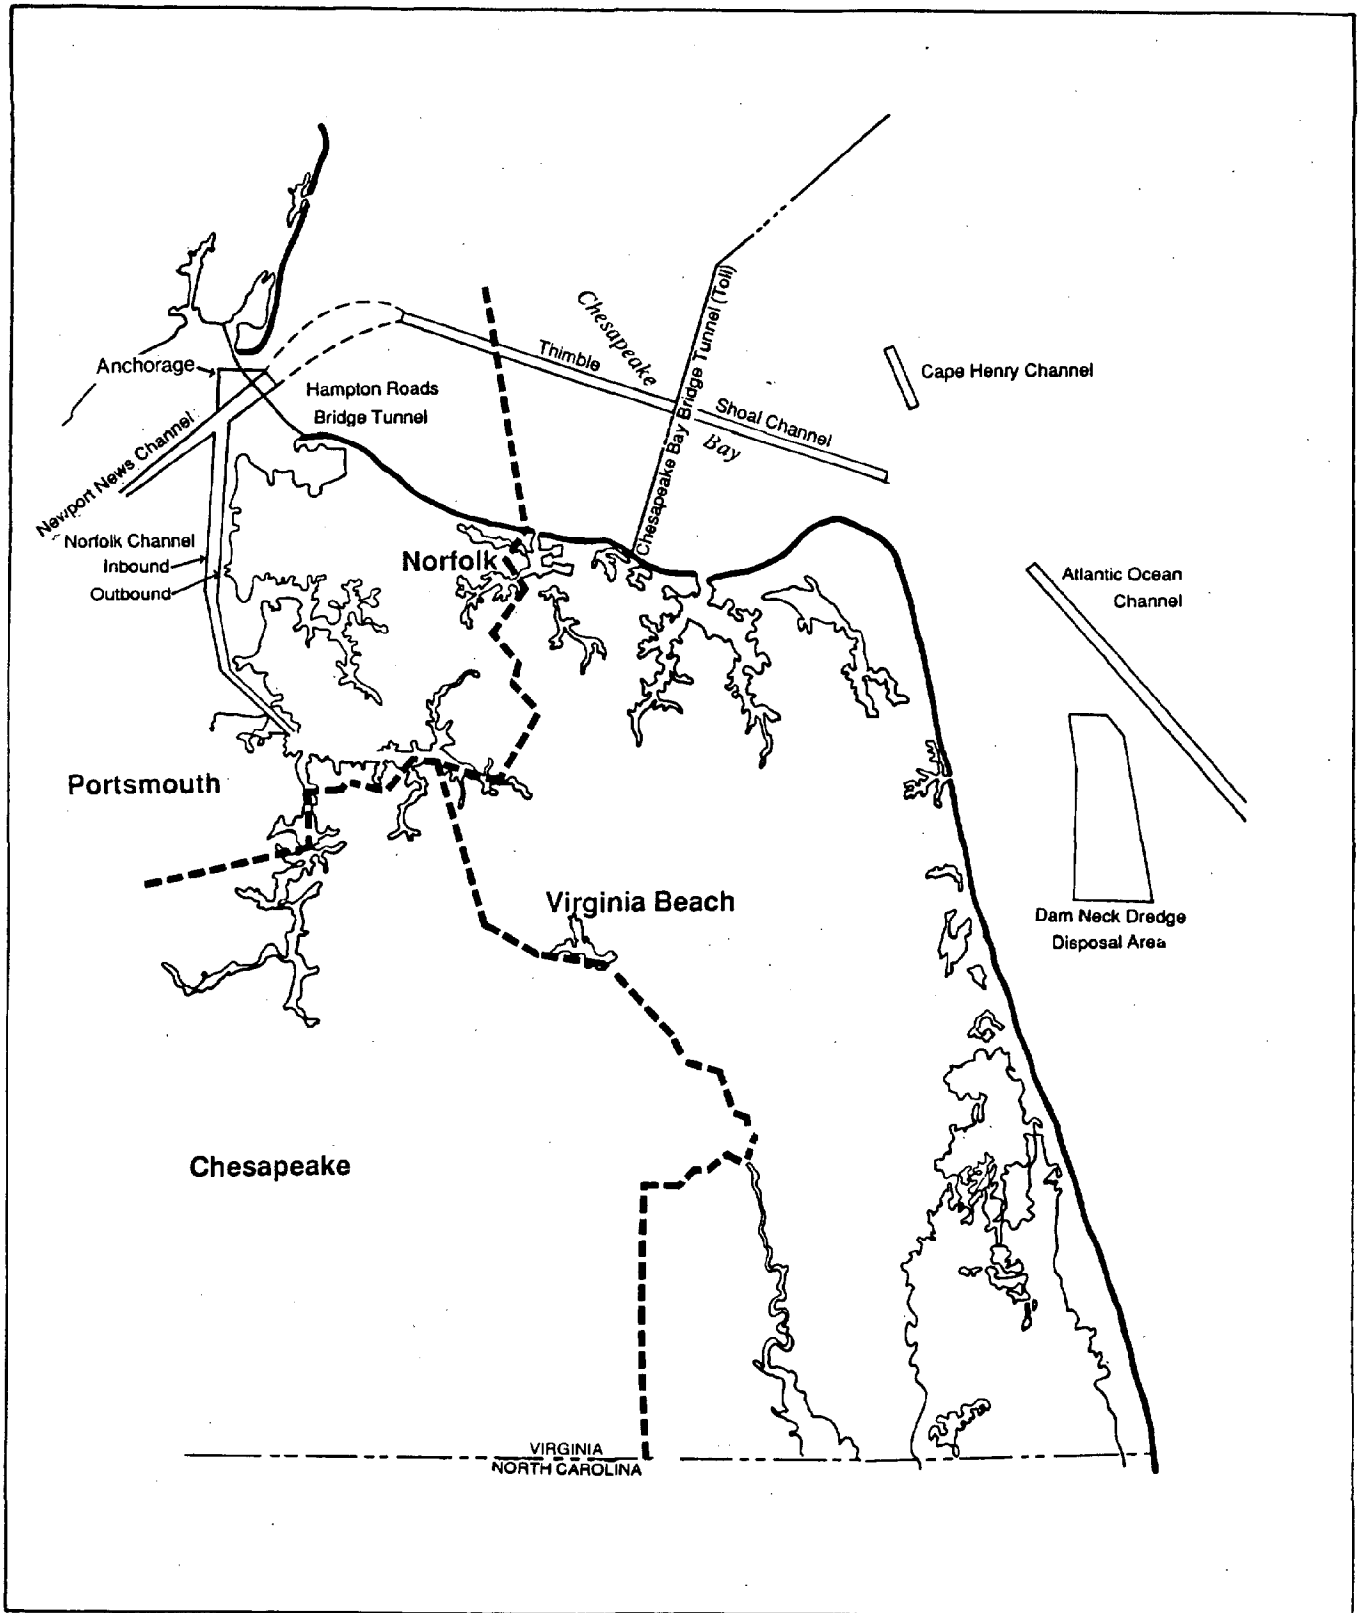 Chesapeake
Bay
Chesapeake Bay Bridge Tunnel (Toll)
Thimble
Shoal Channel
Cape Henry Channel
Anchorage
Hampton Roads
Bridge Tunnel
Newport News Channel
Norfolk Channel
Inbound
Outbound
Norfolk
Atlantic Ocean
Channel
Portsmouth
Virginia Beach
Dam Neck Dredge
Disposal Area
Chesapeake
VIRGINIA
NORTH CAROLINA